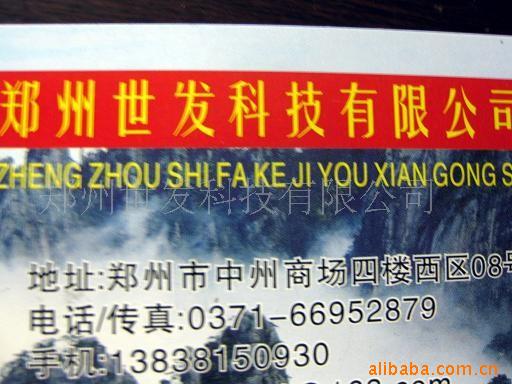 郑州世发科技有限公司
ZHENG ZHOU SHI FA KE JI YOU XIAN GONG S
郑州世发科技有限公司
地址:郑州市中州商场四楼西区08号
电话/传真:0371-66952879
手机:13838150930
alibaba.com.cn